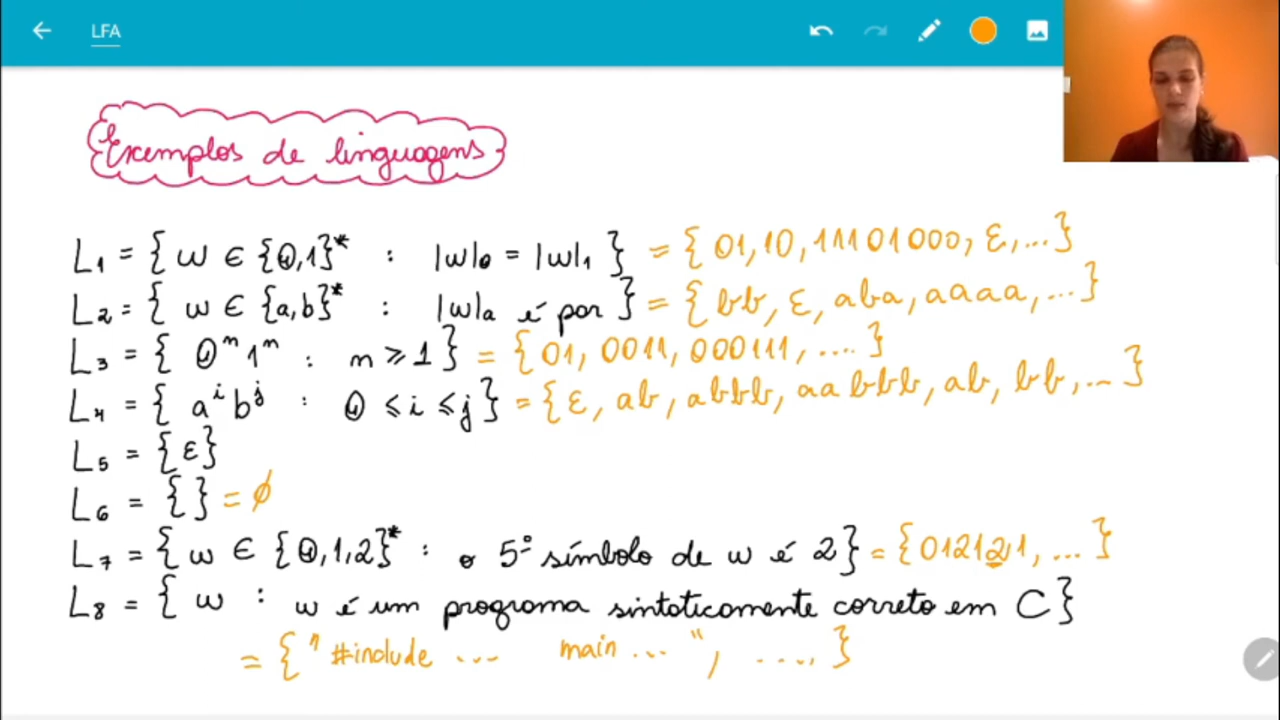 LFA
Exemplos de linguagens
L₁ = { w ∈ {0,1}* : |w|₀ = |w|₁ } = { 01, 10, 11101000, ε, ... }
L₂ = { w ∈ {a,b}* : |w|a é par } = { bb, ε, aba, aaaa, ... }
L₃ = { 0ⁿ1ⁿ : n ≥ 1 } = { 01, 0011, 000111, .... }
L₄ = { aⁱbʲ : 0 ≤ i ≤ j } = { ε, ab, abbb, aabbb, ab, bb, ... }
L₅ = {ε}
L₆ = { } = ∅
L₇ = { w ∈ {0,1,2}* : o 5º símbolo de w é 2} = {012121, ... }
L₈ = { w : w é um programa sintaticamente correto em C }
= { " #include ... main ... ", .... }